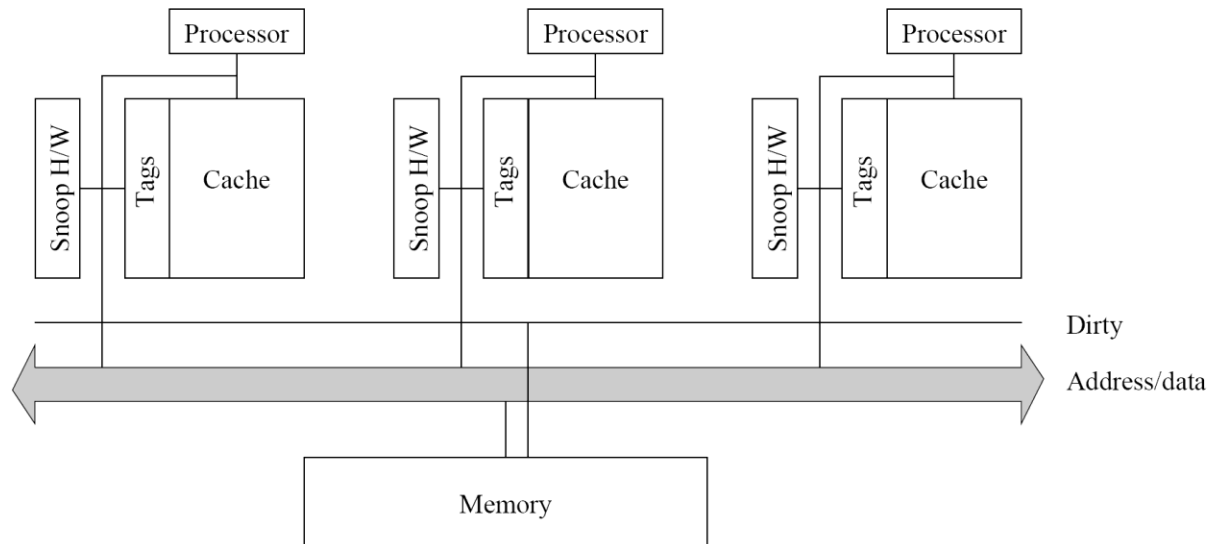 Processor
Processor
Processor
Snoop H/W
Tags
Cache
Snoop H/W
Tags
Cache
Snoop H/W
Tags
Cache
Dirty
Address/data
Memory